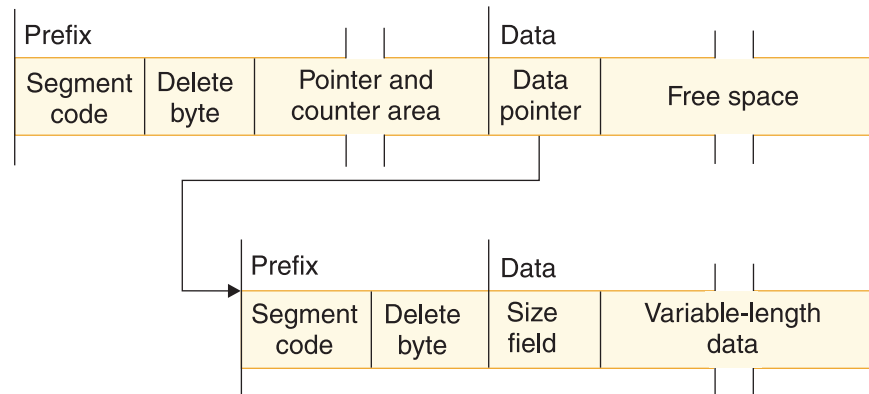 Prefix
Data
Segment
code
Delete
byte
Pointer and
counter area
Data
pointer
Free space
Prefix
Data
Segment
code
Delete
byte
Size
field
Variable-length
data